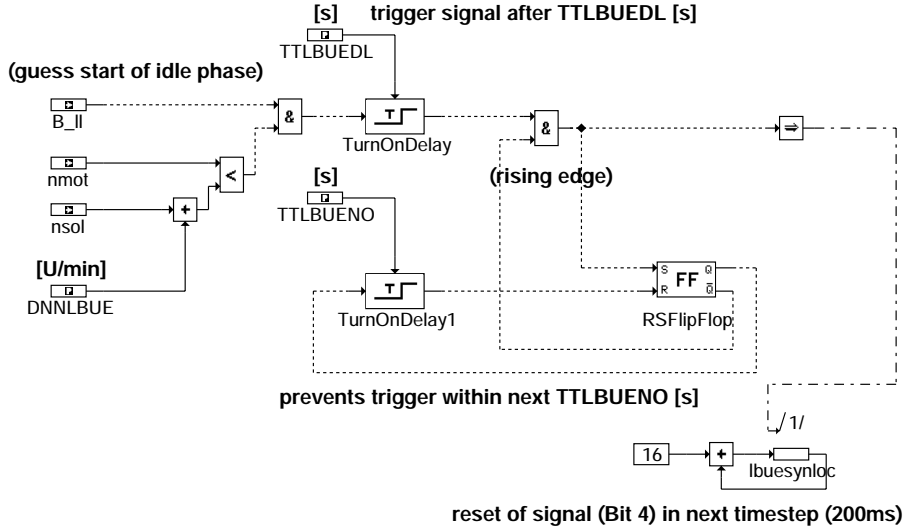 [s] trigger signal after TTLBUEDL [s]
TTLBUEDL
(guess start of idle phase)
B_ll
&
T
TurnOnDelay
&
⇒
nmot
<
[s]
TTLBUENO
(rising edge)
nsol
+
[U/min]
DNNLBUE
T
TurnOnDelay1
S Q
FF
R Q̅
RSFlipFlop
prevents trigger within next TTLBUENO [s]
/1/
16
+
lbuesynloc
reset of signal (Bit 4) in next timestep (200ms)